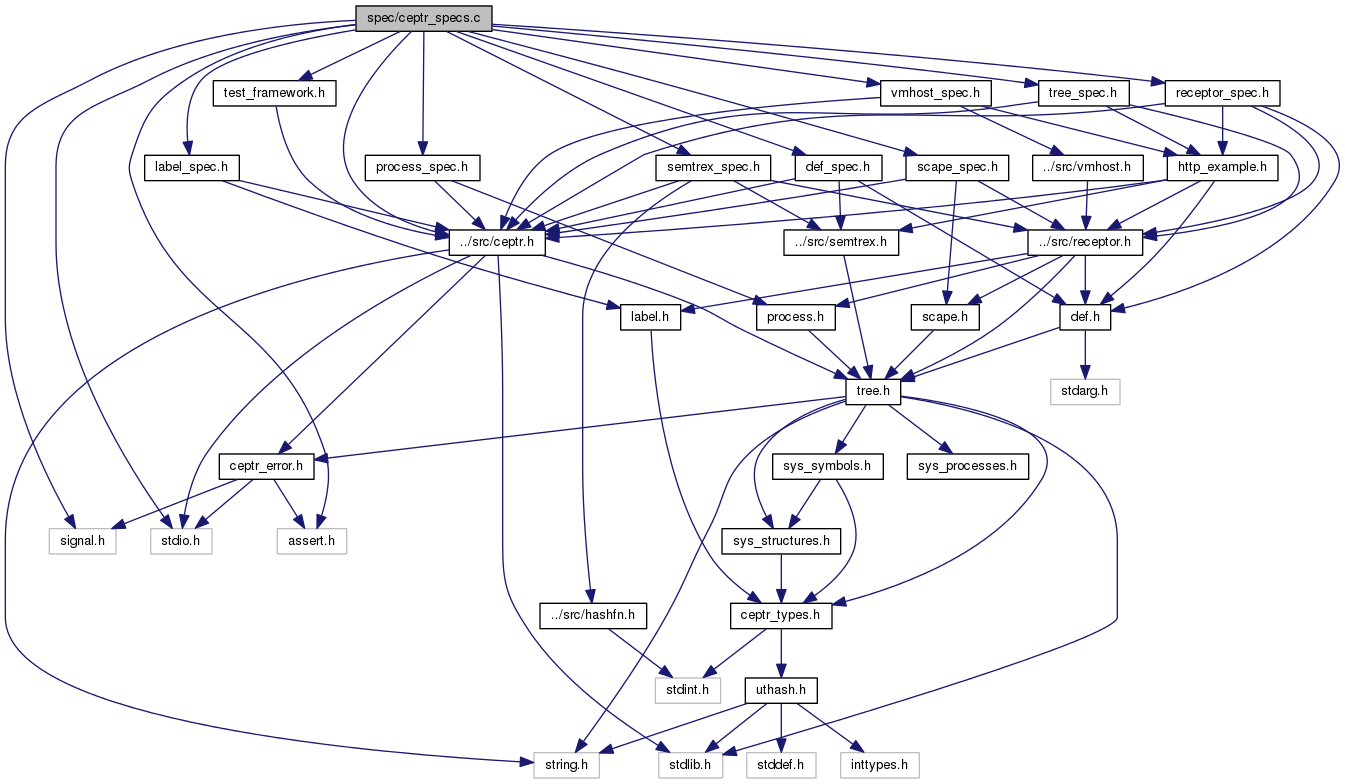 spec/ceptr_specs.c
test_framework.h
vmhost_spec.h
tree_spec.h
receptor_spec.h
label_spec.h
process_spec.h
semtrex_spec.h
def_spec.h
scape_spec.h
../src/vmhost.h
http_example.h
../src/ceptr.h
../src/semtrex.h
../src/receptor.h
label.h
process.h
scape.h
def.h
tree.h
stdarg.h
ceptr_error.h
sys_symbols.h
sys_processes.h
signal.h
stdio.h
assert.h
sys_structures.h
../src/hashfn.h
ceptr_types.h
stdint.h
uthash.h
string.h
stdlib.h
stddef.h
inttypes.h